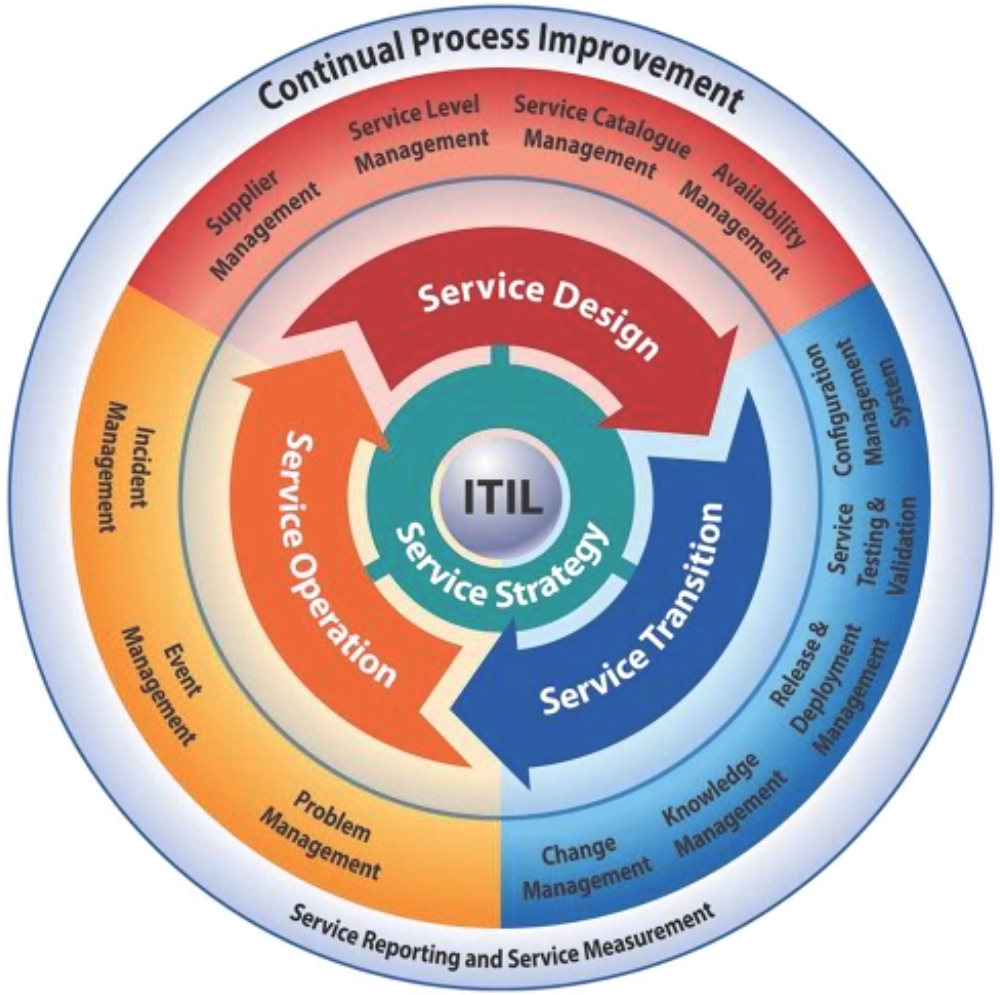 Continual Process Improvement
Supplier
Management
Service Level
Management
Service Catalogue
Management
Availability
Management
Configuration
Management
System
Service
Testing &
Validation
Release &
Deployment
Management
Knowledge
Management
Change
Management
Problem
Management
Event
Management
Incident
Management
Service Design
Service Transition
Service Operation
Service Strategy
ITIL
Service Reporting and Service Measurement